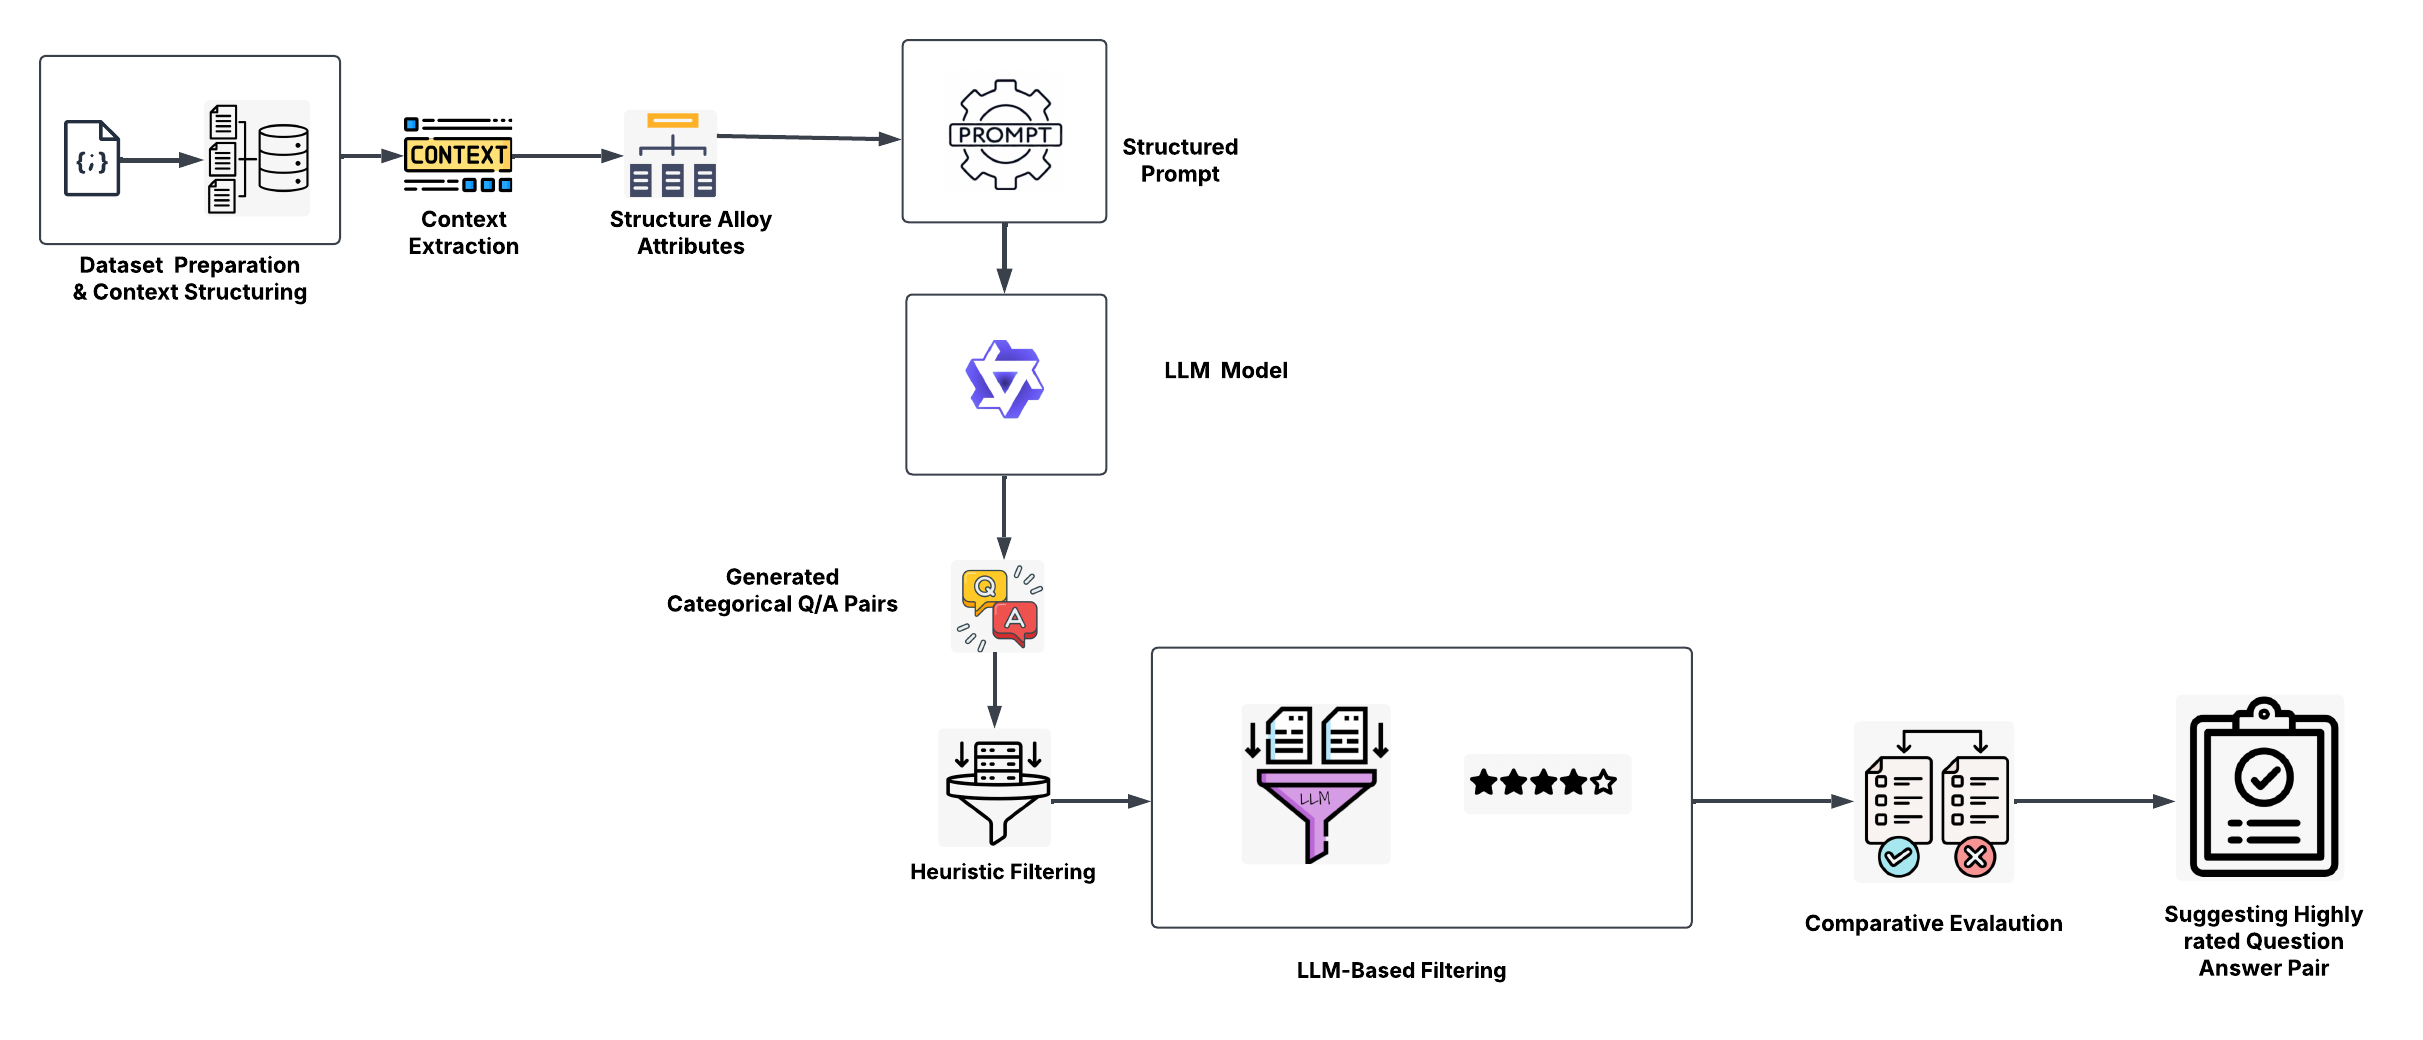 {;}
CONTEXT
PROMPT
Structured
Prompt
Context
Extraction
Structure Alloy
Attributes
Dataset Preparation
& Context Structuring
LLM Model
Generated
Categorical Q/A Pairs
Q
A
LLM
Heuristic Filtering
LLM-Based Filtering
Comparative Evalaution
Suggesting Highly
rated Question
Answer Pair